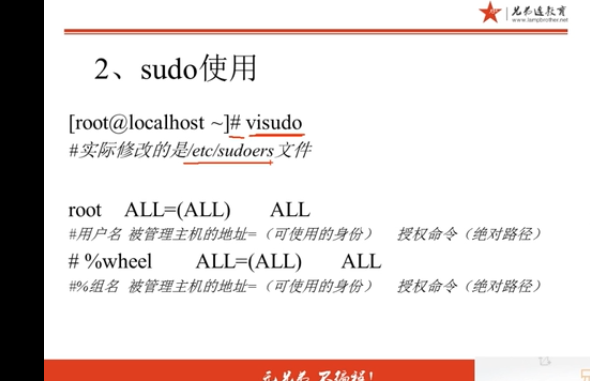 兄弟连教育
www.lampbrother.net
2、sudo使用
[root@localhost ~]# visudo
#实际修改的是/etc/sudoers文件
root ALL=(ALL) ALL
#用户名 被管理主机的地址=（可使用的身份） 授权命令（绝对路径）
# %wheel ALL=(ALL) ALL
#%组名 被管理主机的地址=（可使用的身份） 授权命令（绝对路径）